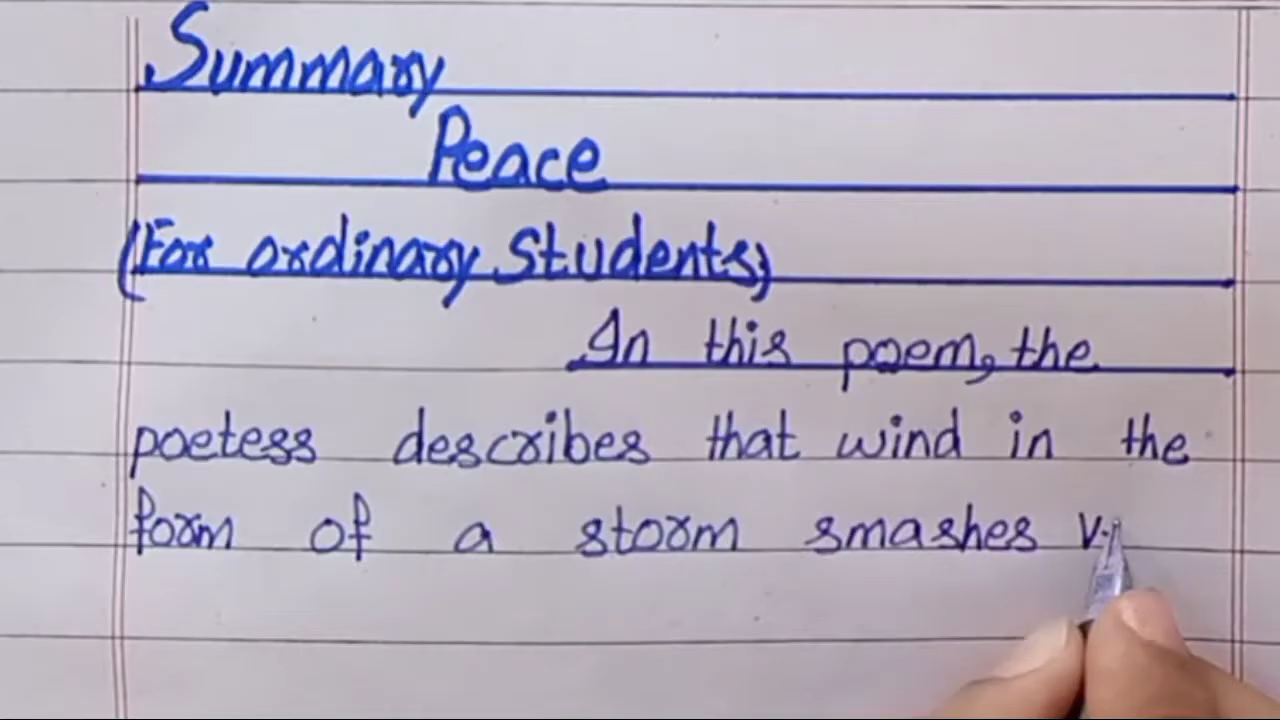 Summary
Peace
(For ordinary Students)
In this poem, the
poetess describes that wind in the
form of a storm smashes